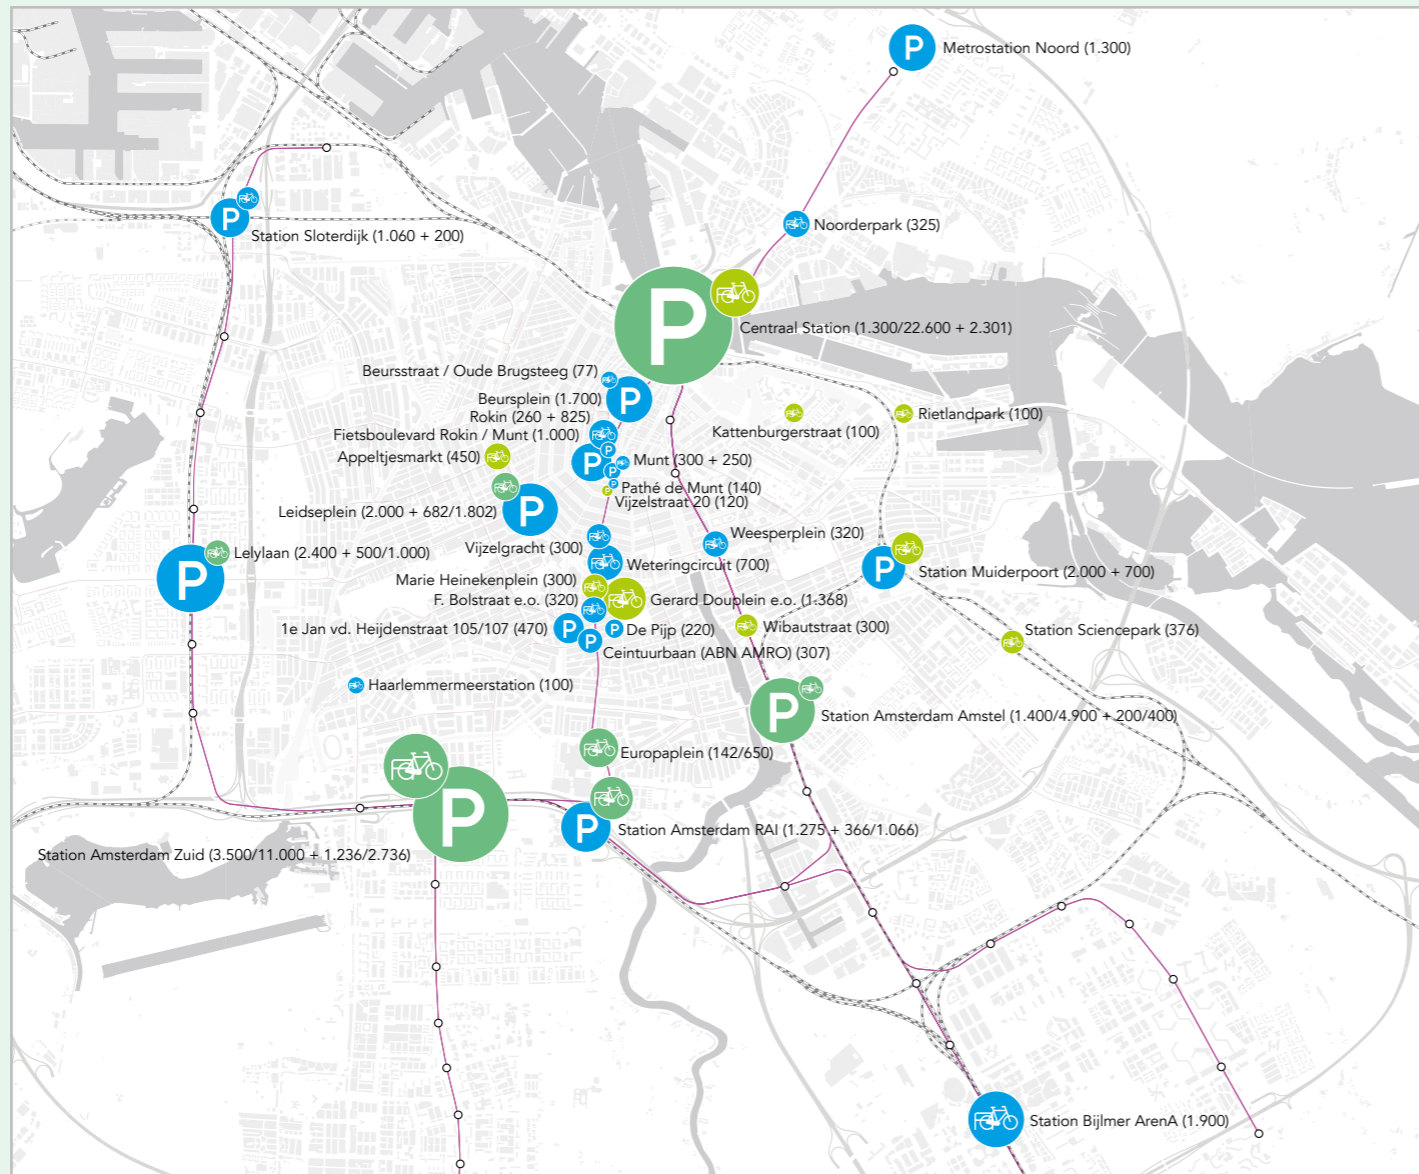 P Metrostation Noord (1.300)
P
Station Sloterdijk (1.060 + 200)
Noorderpark (325)
P
Centraal Station (1.300/22.600 + 2.301)
Beursstraat / Oude Brugsteeg (77)
Beursplein (1.700) P
Rokin (260 + 825)
P
Fietsboulevard Rokin / Munt (1.000) P
Appeltjesmarkt (450)
Kattenburgerstraat (100)
Rietlandpark (100)
P Munt (300 + 250)
P Pathé de Munt (140)
P Vijzelstraat 20 (120)
Leidseplein (2.000 + 682/1.802) P
Vijzelgracht (300)
Weesperplein (320)
P Lelylaan (2.400 + 500/1.000)
Weteringcircuit (700)
P Station Muiderpoort (2.000 + 700)
Marie Heinekenplein (300)
F. Bolstraat e.o. (320)
Gerard Douplein e.o. (1.368)
1e Jan vd. Heijdenstraat 105/107 (470) P
P De Pijp (220)
Wibautstraat (300)
Station Sciencepark (376)
P Ceintuurbaan (ABN AMRO) (307)
Haarlemmermeerstation (100)
P Station Amsterdam Amstel (1.400/4.900 + 200/400)
Europaplein (142/650)
P
P Station Amsterdam RAI (1.275 + 366/1.066)
Station Amsterdam Zuid (3.500/11.000 + 1.236/2.736)
Station Bijlmer ArenA (1.900)